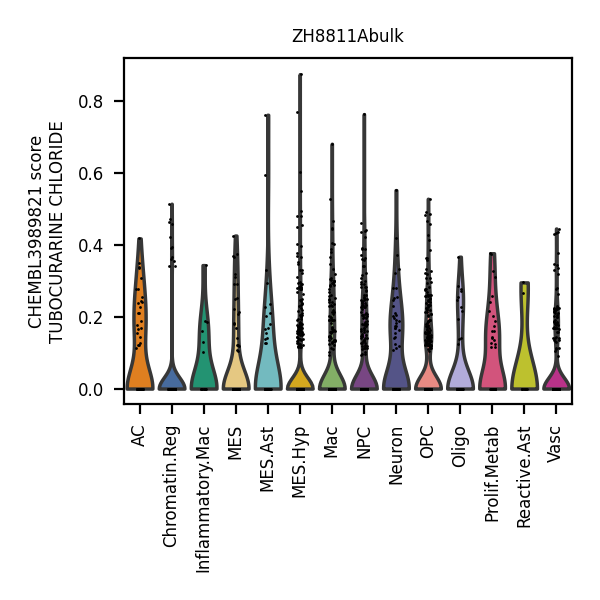 ZH8811Abulk
CHEMBL3989821 score
TUBOCURARINE CHLORIDE
0.8
0.6
0.4
0.2
0.0
AC
Chromatin.Reg
Inflammatory.Mac
MES
MES.Ast
MES.Hyp
Mac
NPC
Neuron
OPC
Oligo
Prolif.Metab
Reactive.Ast
Vasc